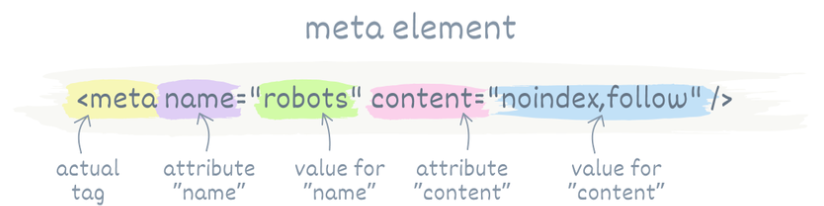 meta element
<meta name="robots" content="noindex,follow" />
actual
tag
attribute
"name"
value for
"name"
attribute
"content"
value for
"content"